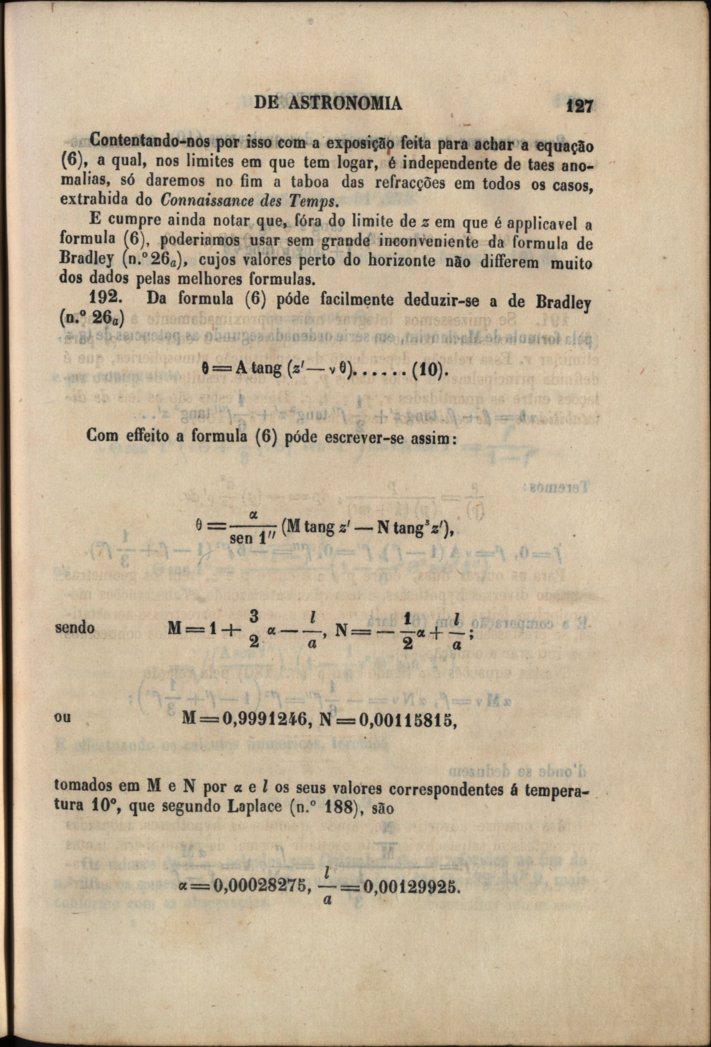 DE ASTRONOMIA 127
Contentando-nos por isso com a exposição feita para achar a equação
(6), a qual, nos limites em que tem logar, é independente de taes ano-
malias, só daremos no fim a taboa das refracções em todos os casos,
extrahida do Connaissance des Temps.
E cumpre ainda notar que, fóra do limite de z em que é applicavel a
formula (6), poderiamos usar sem grande inconveniente da formula de
Bradley (n.º 26a), cujos valores perto do horizonte não differem muito
dos dados pelas melhores formulas.
192. Da formula (6) póde facilmente deduzir-se a de Bradley
(n.º 26a)
θ = A tang (z′ — ν θ)...... (10).
Com effeito a formula (6) póde escrever-se assim:
θ = α / sen 1″ (M tang z′ — N tang³ z′),
sendo M = 1 + 3/2 α — l/a, N = — 1/2 α + l/a;
ou M = 0,9991246, N = 0,00115815,
tomados em M e N por α e l os seus valores correspondentes á tempera-
tura 10°, que segundo Laplace (n.º 188), são
α = 0,00028275, l/a = 0,00129925.